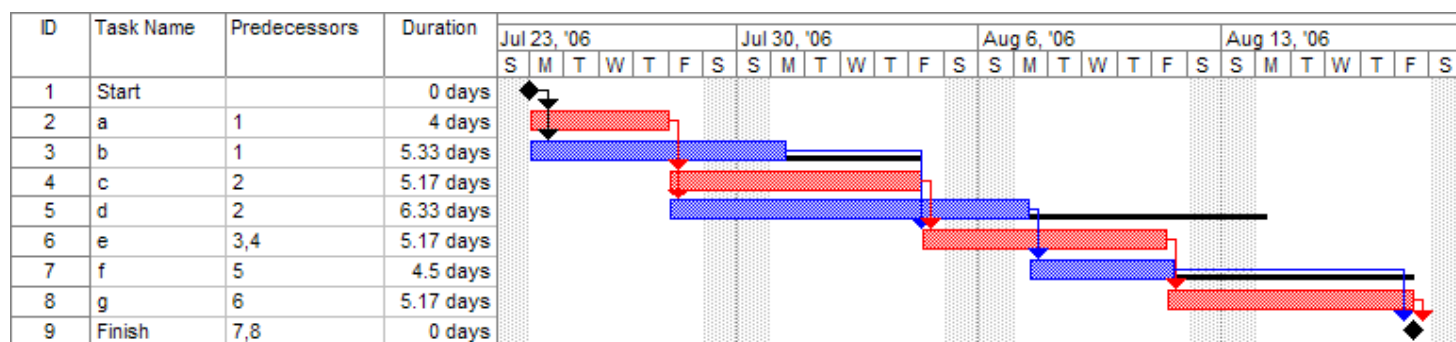 ID Task Name Predecessors Duration
Jul 23, '06 Jul 30, '06 Aug 6, '06 Aug 13, '06
S M T W T F S S M T W T F S S M T W T F S S M T W T F S
1 Start 0 days
2 a 1 4 days
3 b 1 5.33 days
4 c 2 5.17 days
5 d 2 6.33 days
6 e 3,4 5.17 days
7 f 5 4.5 days
8 g 6 5.17 days
9 Finish 7,8 0 days